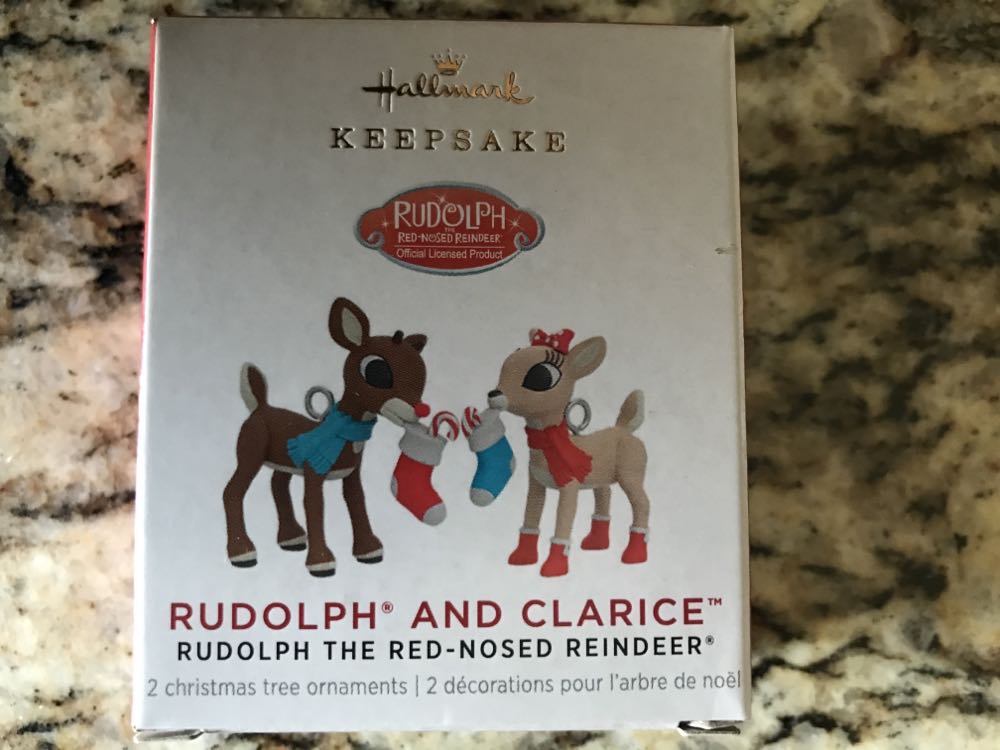 Hallmark
KEEPSAKE
RUDOLPH
THE
RED-NOSED REINDEER®
Official Licensed Product
RUDOLPH® AND CLARICE™
RUDOLPH THE RED-NOSED REINDEER®
2 christmas tree ornaments | 2 décorations pour l'arbre de noël